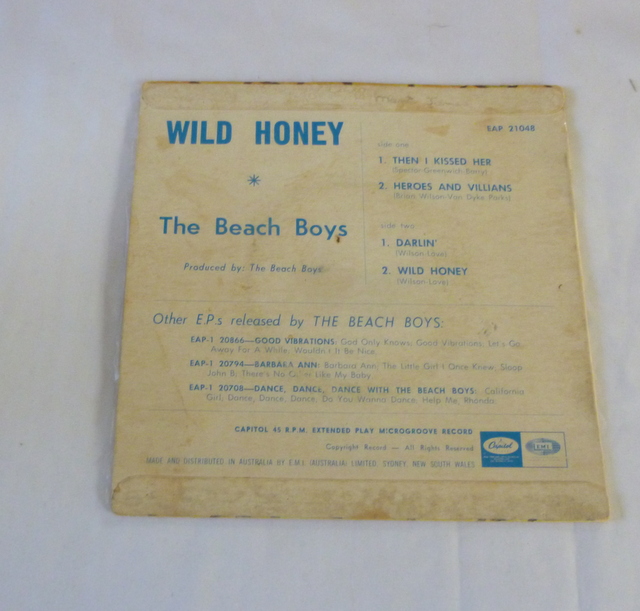 WILD HONEY
*
The Beach Boys
Produced by: The Beach Boys
EAP 21048
side one
1. THEN I KISSED HER
(Spector-Greenwich-Barry)
2. HEROES AND VILLIANS
(Brian Wilson-Van Dyke Parks)
side two
1. DARLIN'
(Wilson-Love)
2. WILD HONEY
(Wilson-Love)
Other E.P.s released by THE BEACH BOYS:
EAP-1 20866—GOOD VIBRATIONS: God Only Knows, Good Vibrations, Let's Go
Away For A While, Wouldn't It Be Nice.
EAP-1 20794—BARBARA ANN: Barbara Ann, The Little Girl I Once Knew, Sloop
John B, There's No — Like My Baby
EAP-1 20708—DANCE, DANCE, DANCE WITH THE BEACH BOYS: California
Girl, Dance, Dance, Dance, Do You Wanna Dance, Help Me, Rhonda.
CAPITOL 45 R.P.M. EXTENDED PLAY MICROGROOVE RECORD
Copyright Record — All Rights Reserved
Capitol
EMI
MADE AND DISTRIBUTED IN AUSTRALIA BY E.M.I. (AUSTRALIA) LIMITED, SYDNEY, NEW SOUTH WALES